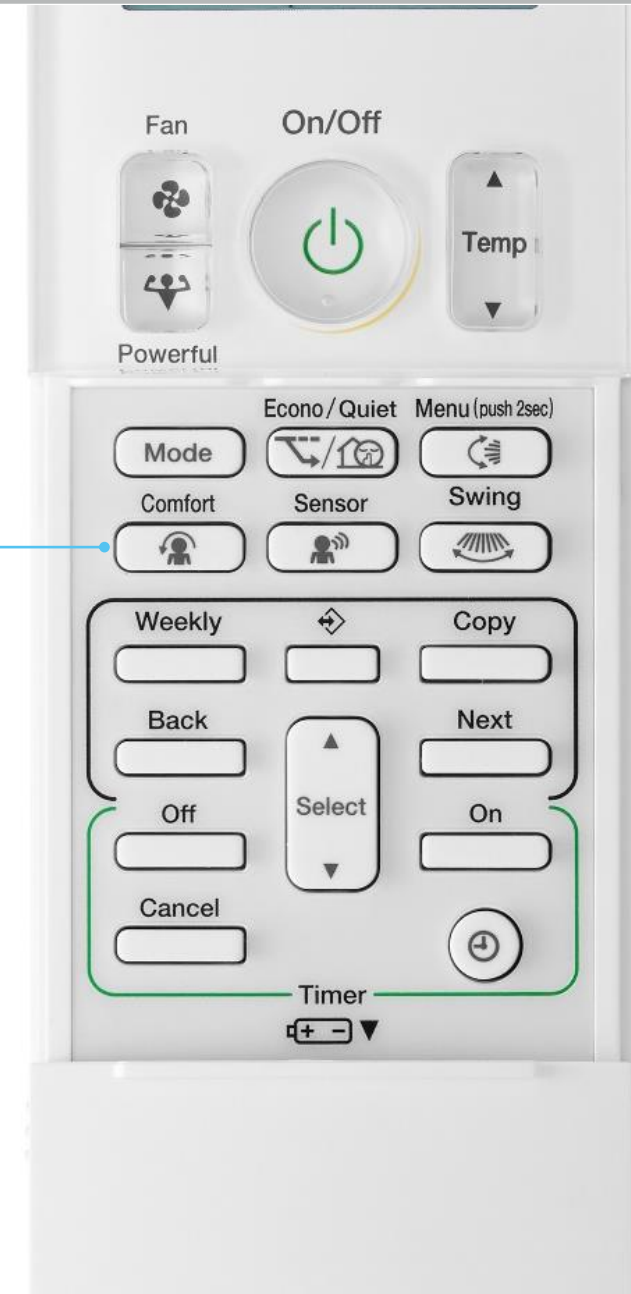 Fan On/Off
Temp
Powerful
Econo/Quiet Menu (push 2sec)
Mode
Comfort Sensor Swing
Weekly Copy
Back Next
Select
Off On
Cancel
Timer
+ -